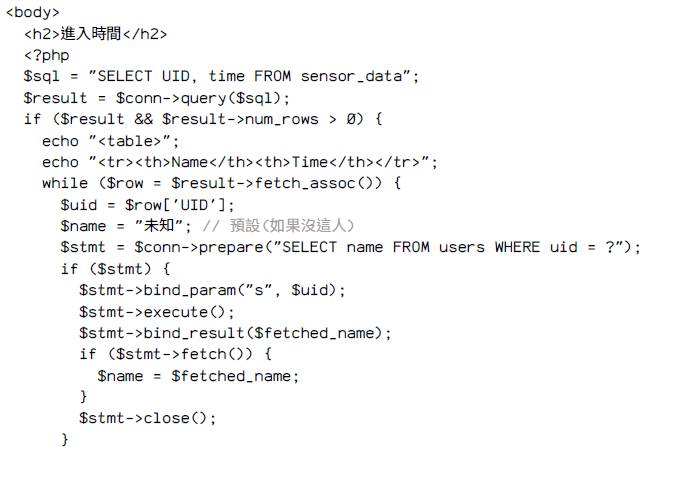 <body>
<h2>進入時間</h2>
<?php
$sql = "SELECT UID, time FROM sensor_data";
$result = $conn->query($sql);
if ($result && $result->num_rows > 0) {
echo "<table>";
echo "<tr><th>Name</th><th>Time</th></tr>";
while ($row = $result->fetch_assoc()) {
$uid = $row['UID'];
$name = "未知"; // 預設(如果沒這人)
$stmt = $conn->prepare("SELECT name FROM users WHERE uid = ?");
if ($stmt) {
$stmt->bind_param("s", $uid);
$stmt->execute();
$stmt->bind_result($fetched_name);
if ($stmt->fetch()) {
$name = $fetched_name;
}
$stmt->close();
}